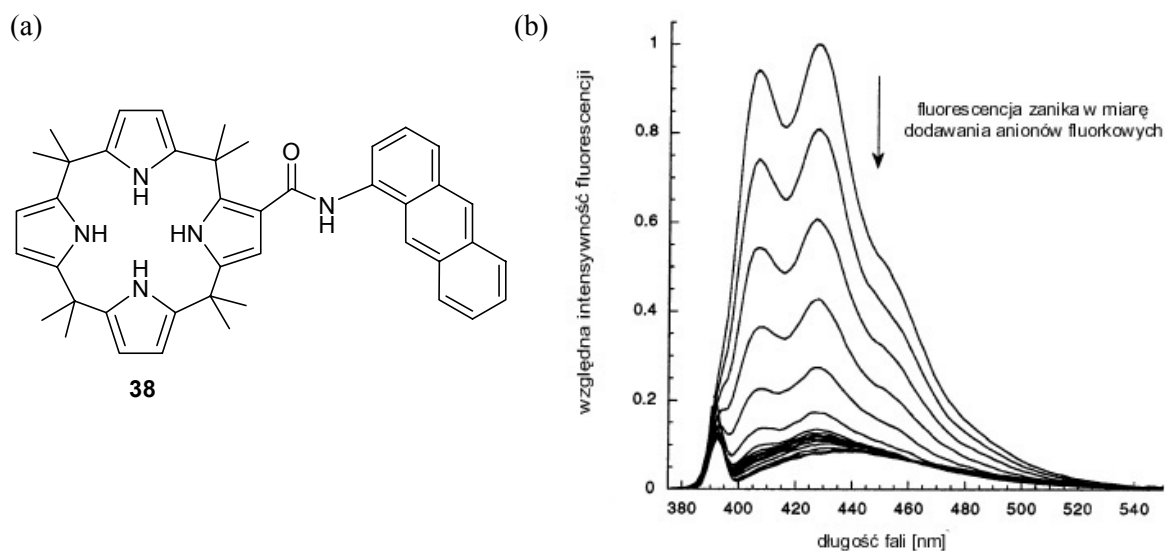 (a)
(b)
O
N
H
NH
NH
HN
H
N
38
względna intensywność fluorescencji
1
0.8
0.6
0.4
0.2
0
fluorescencja zanika w miarę
dodawania anionów fluorkowych
380 400 420 440 460 480 500 520 540
długość fali [nm]